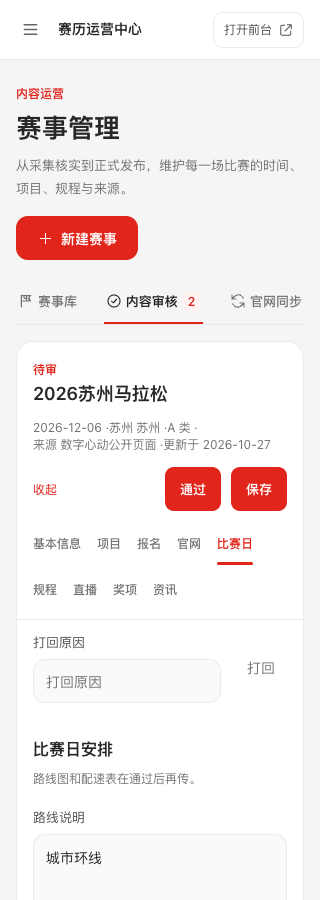 赛历运营中心
打开前台
内容运营
赛事管理
从采集核实到正式发布，维护每一场比赛的时间、
项目、规程与来源。
新建赛事
赛事库 内容审核 2 官网同步
待审
2026苏州马拉松
2026-12-06 ·苏州 苏州 ·A 类 ·
来源 数字心动公开页面 ·更新于 2026-10-27
收起 通过 保存
基本信息 项目 报名 官网 比赛日
规程 直播 奖项 资讯
打回原因
打回原因 打回
比赛日安排
路线图和配速表在通过后再传。
路线说明
城市环线